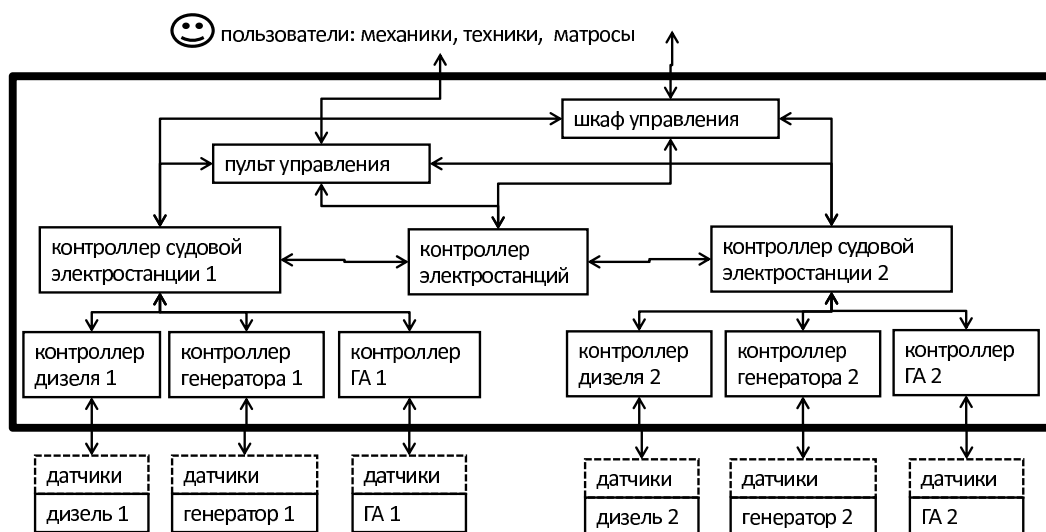 пользователи: механики, техники, матросы
шкаф управления
пульт управления
контроллер судовой
электростанции 1
контроллер
электростанций
контроллер судовой
электростанции 2
контроллер
дизеля 1
контроллер
генератора 1
контроллер
ГА 1
контроллер
дизеля 2
контроллер
генератора 2
контроллер
ГА 2
датчики
дизель 1
датчики
генератор 1
датчики
ГА 1
датчики
дизель 2
датчики
генератор 2
датчики
ГА 2